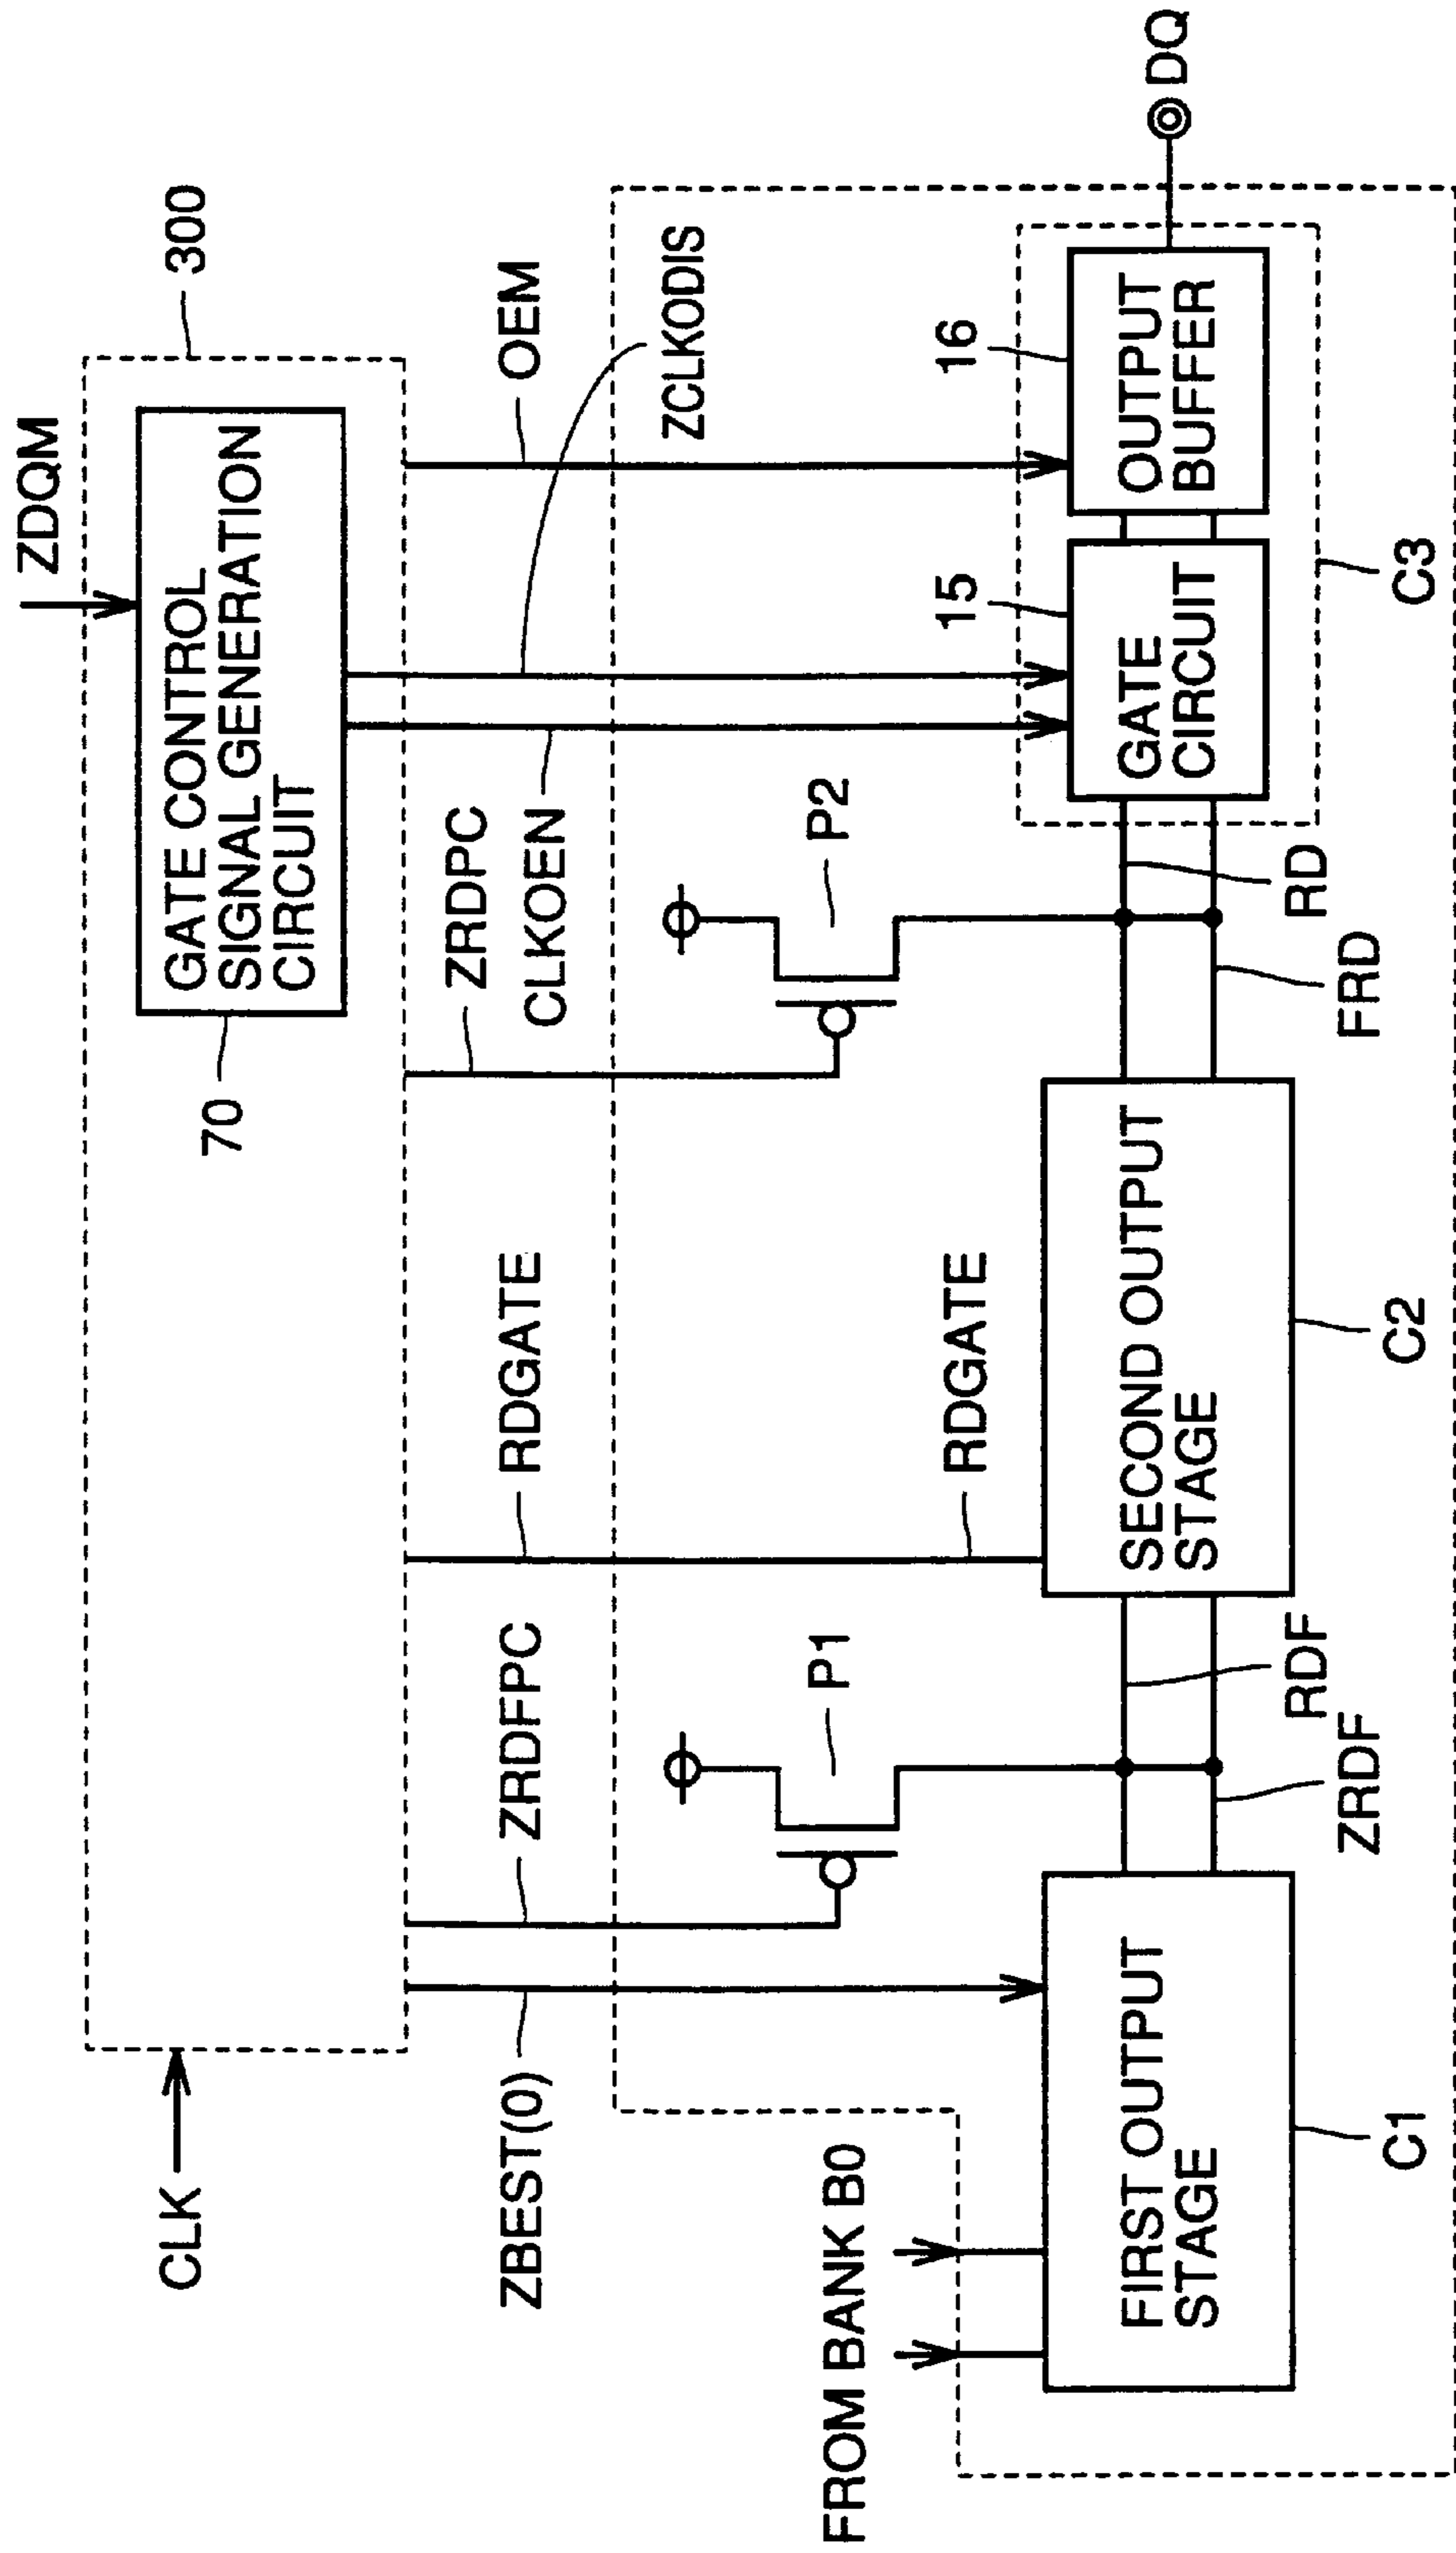 ZDQM
CLK
300
70
GATE CONTROL
SIGNAL GENERATION
CIRCUIT
ZBEST(0)
ZRDFPC
RDGATE
ZRDPC
CLKOEN
OEM
ZCLKODIS
FROM BANK B0
P1
RDGATE
P2
15
16
FIRST OUTPUT
STAGE
SECOND OUTPUT
STAGE
GATE
CIRCUIT
OUTPUT
BUFFER
DQ
RDF
ZRDF
RD
FRD
C1
C2
C3